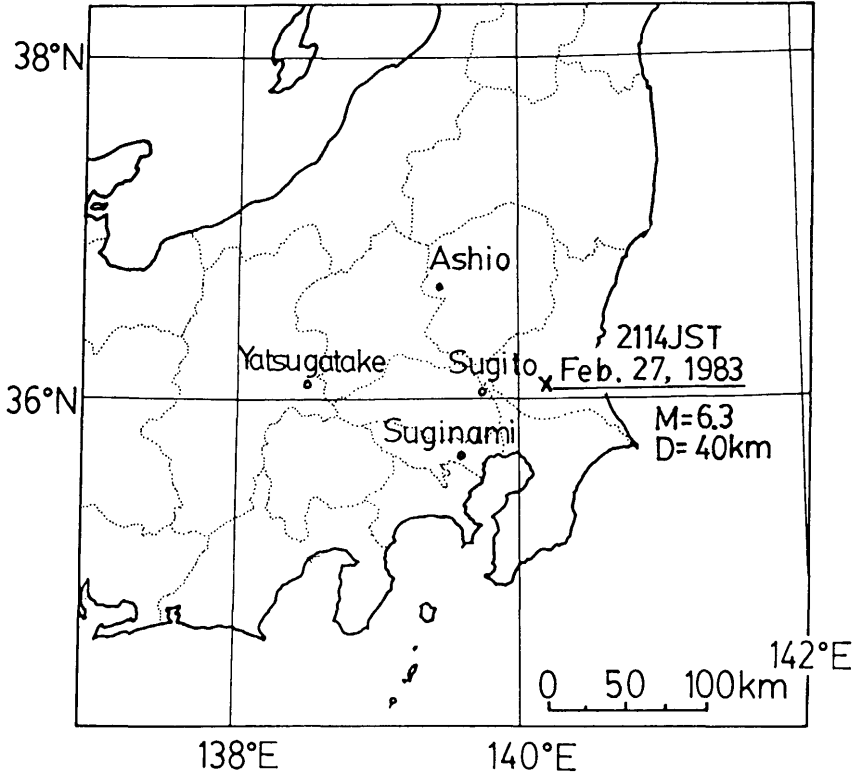 38°N
Ashio
2114JST
Yatsugatake
Sugito
Feb. 27, 1983
36°N
M=6.3
Suginami
D=40km
142°E
0 50 100km
138°E
140°E